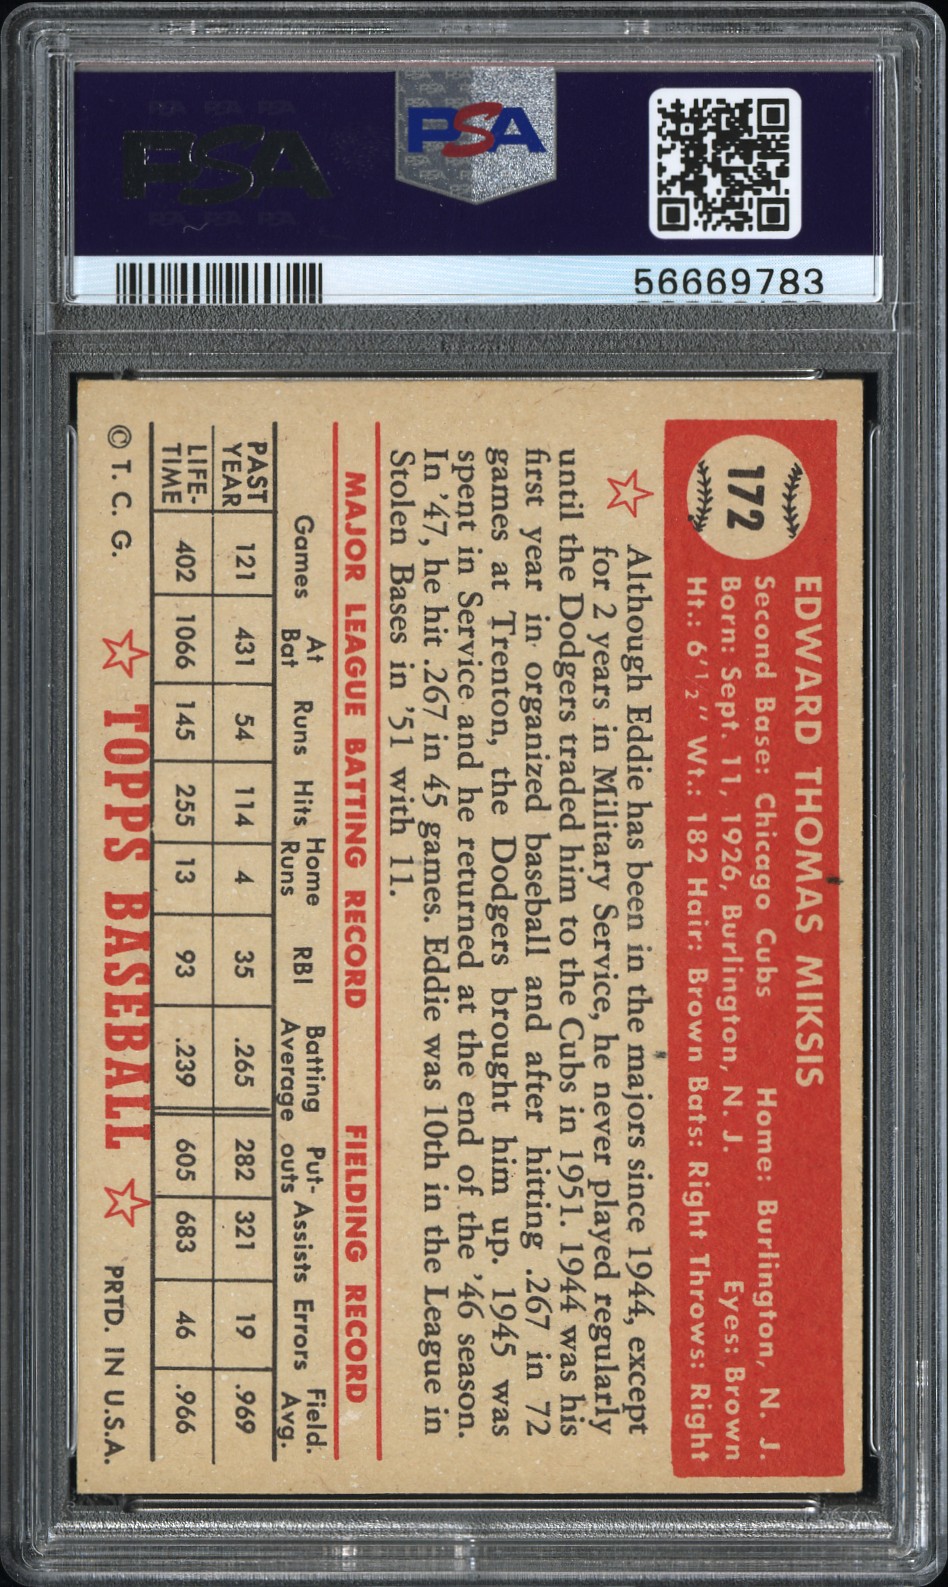 PSA
PSA
56669783
172
EDWARD THOMAS MIKSIS
Second Base: Chicago Cubs Home: Burlington, N. J.
Born: Sept. 11, 1926, Burlington, N. J. Eyes: Brown
Ht.: 6'1/2" Wt.: 182 Hair: Brown Bats: Right Throws: Right
Although Eddie has been in the majors since 1944, except
for 2 years in Military Service, he never played regularly
until the Dodgers traded him to the Cubs in 1951. 1944 was his
first year in organized baseball and after hitting .267 in 72
games at Trenton, the Dodgers brought him up. 1945 was
spent in Service and he returned at the end of the '46 season.
In '47, he hit .267 in 45 games. Eddie was 10th in the League in
Stolen Bases in '51 with 11.
MAJOR LEAGUE BATTING RECORD FIELDING RECORD
Games At Bat Runs Hits Home Runs RBI Batting Average Put-outs Assists Errors Field. Avg.
PAST YEAR 121 431 54 114 4 35 .265 282 321 19 .969
LIFE-TIME 402 1066 145 255 13 93 .239 605 683 46 .966
© T. C. G. TOPPS BASEBALL PRTD. IN U.S.A.